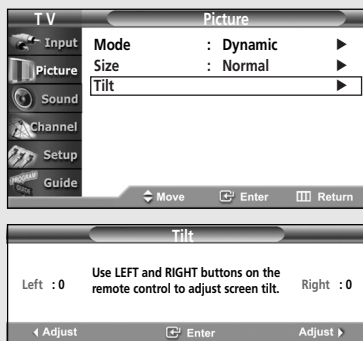 TV Picture
Input
Picture
Sound
Channel
Setup
Guide
Mode : Dynamic ▶
Size : Normal ▶
Tilt ▶
Move Enter Return
Tilt
Left : 0
Use LEFT and RIGHT buttons on the
remote control to adjust screen tilt.
Right : 0
Adjust Enter Adjust